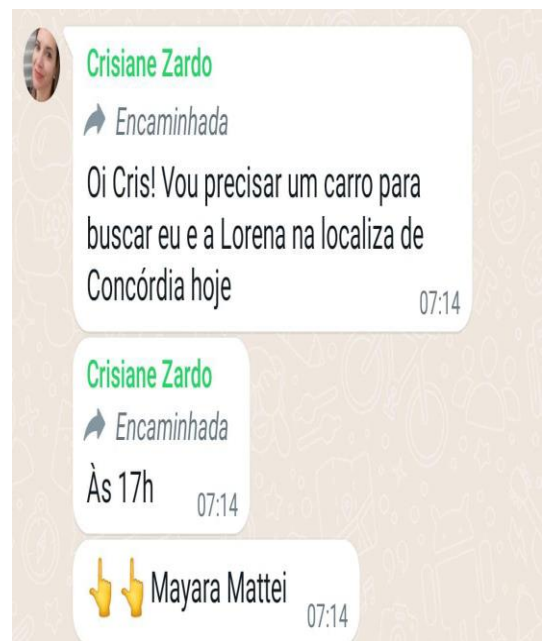 Crisiane Zardo
Encaminhada
Oi Cris! Vou precisar um carro para
buscar eu e a Lorena na localiza de
Concórdia hoje
07:14
Crisiane Zardo
Encaminhada
Às 17h
07:14
👆👆Mayara Mattei
07:14